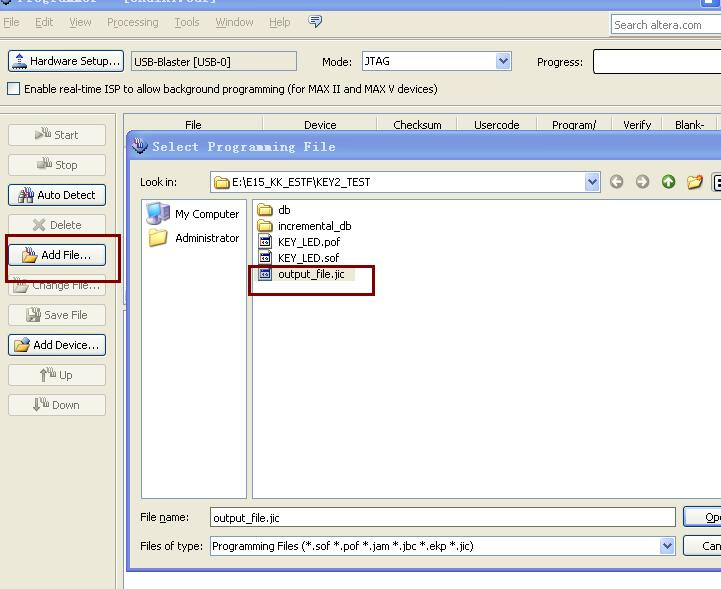 Programmer - [Chain1.cdf]
File Edit View Processing Tools Window Help Search altera.com
Hardware Setup... USB-Blaster [USB-0] Mode: JTAG Progress:
Enable real-time ISP to allow background programming (for MAX II and MAX V devices)
File Device Checksum Usercode Program/ Verify Blank-
Start
Stop
Auto Detect
Delete
Add File...
Change File...
Save File
Add Device...
Up
Down
Select Programming File
Look in: E:\E15_KK_ESTF\KEY2_TEST
My Computer
Administrator
db
incremental_db
KEY_LED.pof
KEY_LED.sof
output_file.jic
File name: output_file.jic Ope
Files of type: Programming Files (*.sof *.pof *.jam *.jbc *.ekp *.jic) Can